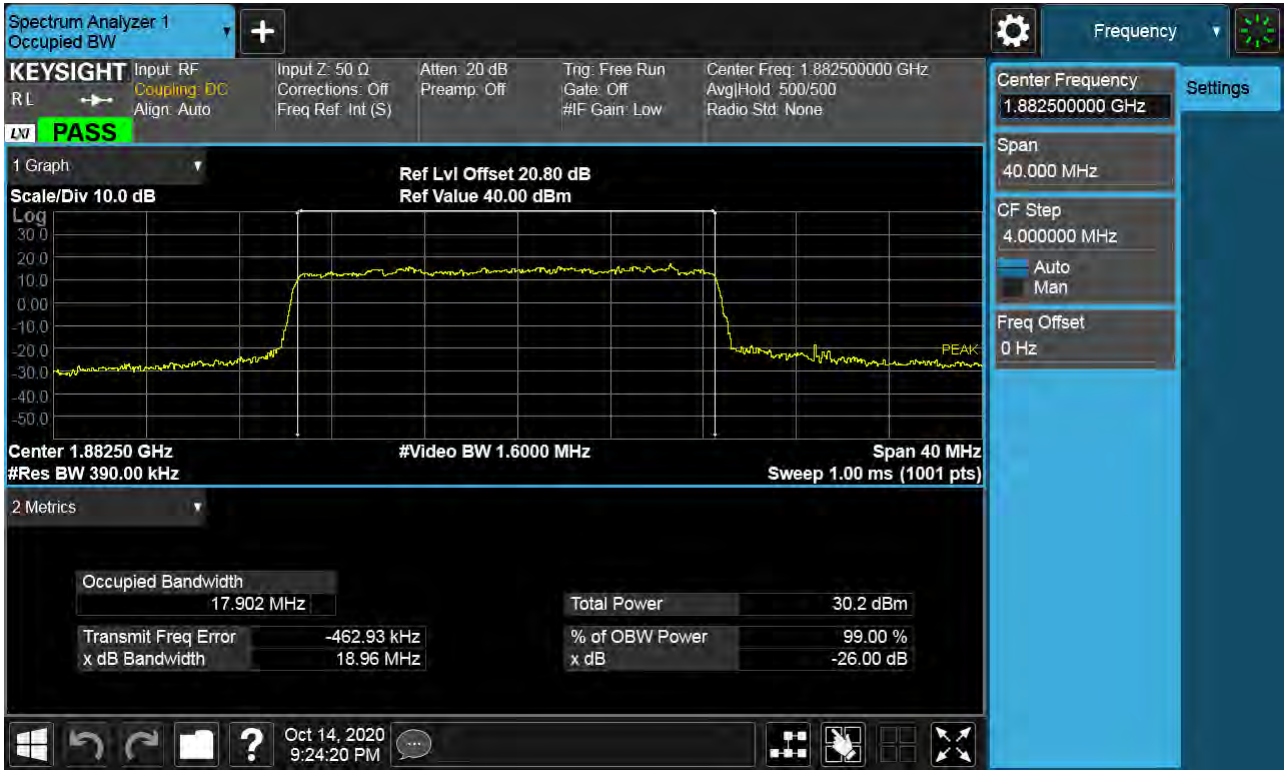 Spectrum Analyzer 1
Occupied BW
Frequency
KEYSIGHT
RL
LXI
PASS
Input: RF
Coupling: DC
Align: Auto
Input Z: 50 Ω
Corrections: Off
Freq Ref: Int (S)
Atten: 20 dB
Preamp: Off
Trig: Free Run
Gate: Off
#IF Gain: Low
Center Freq: 1.882500000 GHz
Avg|Hold: 500/500
Radio Std: None
Center Frequency
1.882500000 GHz
Settings
Span
40.000 MHz
CF Step
4.000000 MHz
Auto
Man
Freq Offset
0 Hz
1 Graph
Scale/Div 10.0 dB
Ref Lvl Offset 20.80 dB
Ref Value 40.00 dBm
Log
30.0
20.0
10.0
0.00
-10.0
-20.0
-30.0
-40.0
-50.0
PEAK
Center 1.88250 GHz
#Res BW 390.00 kHz
#Video BW 1.6000 MHz
Span 40 MHz
Sweep 1.00 ms (1001 pts)
2 Metrics
Occupied Bandwidth
17.902 MHz
Transmit Freq Error -462.93 kHz
x dB Bandwidth 18.96 MHz
Total Power 30.2 dBm
% of OBW Power 99.00 %
x dB -26.00 dB
?
Oct 14, 2020
9:24:20 PM